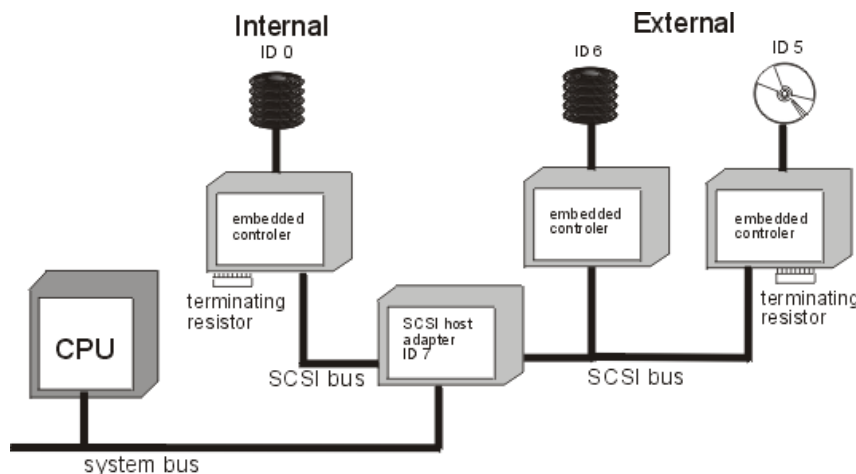 Internal
External
ID 0
ID 6
ID 5
embedded
controler
embedded
controler
embedded
controler
terminating
resistor
terminating
resistor
CPU
SCSI host
adapter
ID 7
SCSI bus
SCSI bus
system bus